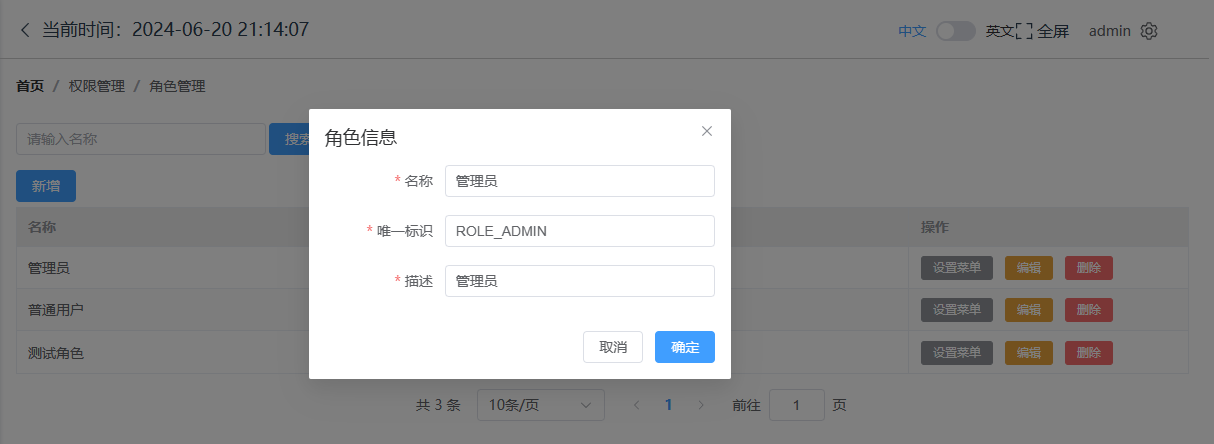 当前时间：2024-06-20 21:14:07
中文 英文 全屏 admin
首页 / 权限管理 / 角色管理
请输入名称 搜索
新增
名称 操作
管理员 设置菜单 编辑 删除
普通用户 设置菜单 编辑 删除
测试角色 设置菜单 编辑 删除
共 3 条 10条/页 1 前往 1 页
角色信息
* 名称 管理员
* 唯一标识 ROLE_ADMIN
* 描述 管理员
取消 确定